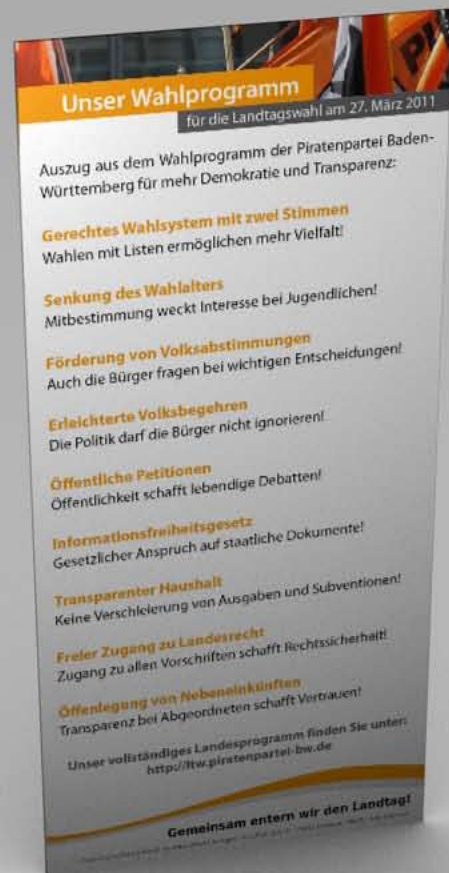 PI
Unser Wahlprogramm
für die Landtagswahl am 27. März 2011
Auszug aus dem Wahlprogramm der Piratenpartei Baden-
Württemberg für mehr Demokratie und Transparenz:
Gerechtes Wahlsystem mit zwei Stimmen
Wahlen mit Listen ermöglichen mehr Vielfalt!
Senkung des Wahlalters
Mitbestimmung weckt Interesse bei Jugendlichen!
Förderung von Volksabstimmungen
Auch die Bürger fragen bei wichtigen Entscheidungen!
Erleichterte Volksbegehren
Die Politik darf die Bürger nicht ignorieren!
Öffentliche Petitionen
Öffentlichkeit schafft lebendige Debatten!
Informationsfreiheitsgesetz
Gesetzlicher Anspruch auf staatliche Dokumente!
Transparenter Haushalt
Keine Verschleierung von Ausgaben und Subventionen!
Freier Zugang zu Landesrecht
Zugang zu allen Vorschriften schafft Rechtssicherheit!
Offenlegung von Nebeneinkünften
Transparenz bei Abgeordneten schafft Vertrauen!
Unser vollständiges Landesprogramm finden Sie unter:
http://ltw.piratenpartei-bw.de
Gemeinsam entern wir den Landtag!